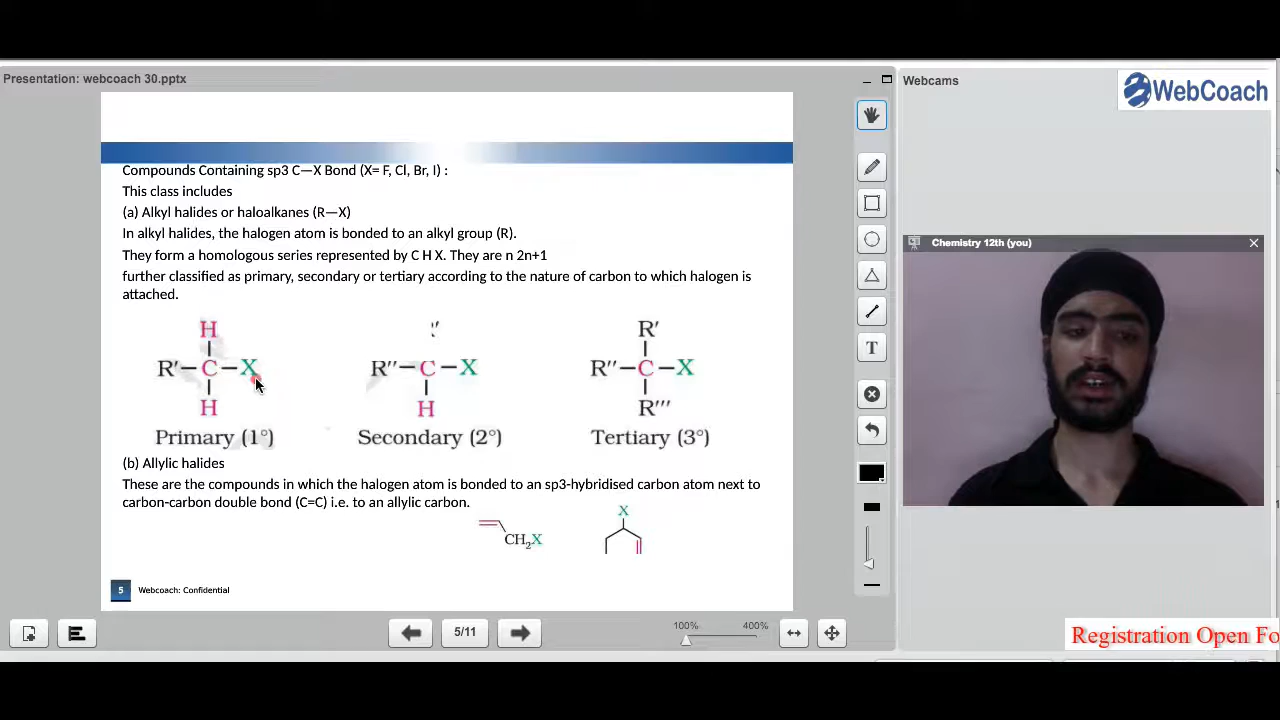 Presentation: webcoach 30.pptx
Webcams
WebCoach
Compounds Containing sp3 C—X Bond (X= F, Cl, Br, I) :
This class includes
(a) Alkyl halides or haloalkanes (R—X)
In alkyl halides, the halogen atom is bonded to an alkyl group (R).
They form a homologous series represented by C H X. They are n 2n+1
further classified as primary, secondary or tertiary according to the nature of carbon to which halogen is
attached.
Chemistry 12th (you)
H ′ R′
R′—C—X R′′—C—X R′′—C—X
H H R′′′
Primary (1°) Secondary (2°) Tertiary (3°)
(b) Allylic halides
These are the compounds in which the halogen atom is bonded to an sp3-hybridised carbon atom next to
carbon-carbon double bond (C=C) i.e. to an allylic carbon.
X
CH2X
5 Webcoach: Confidential
T
5/11
100% 400%
Registration Open Fo